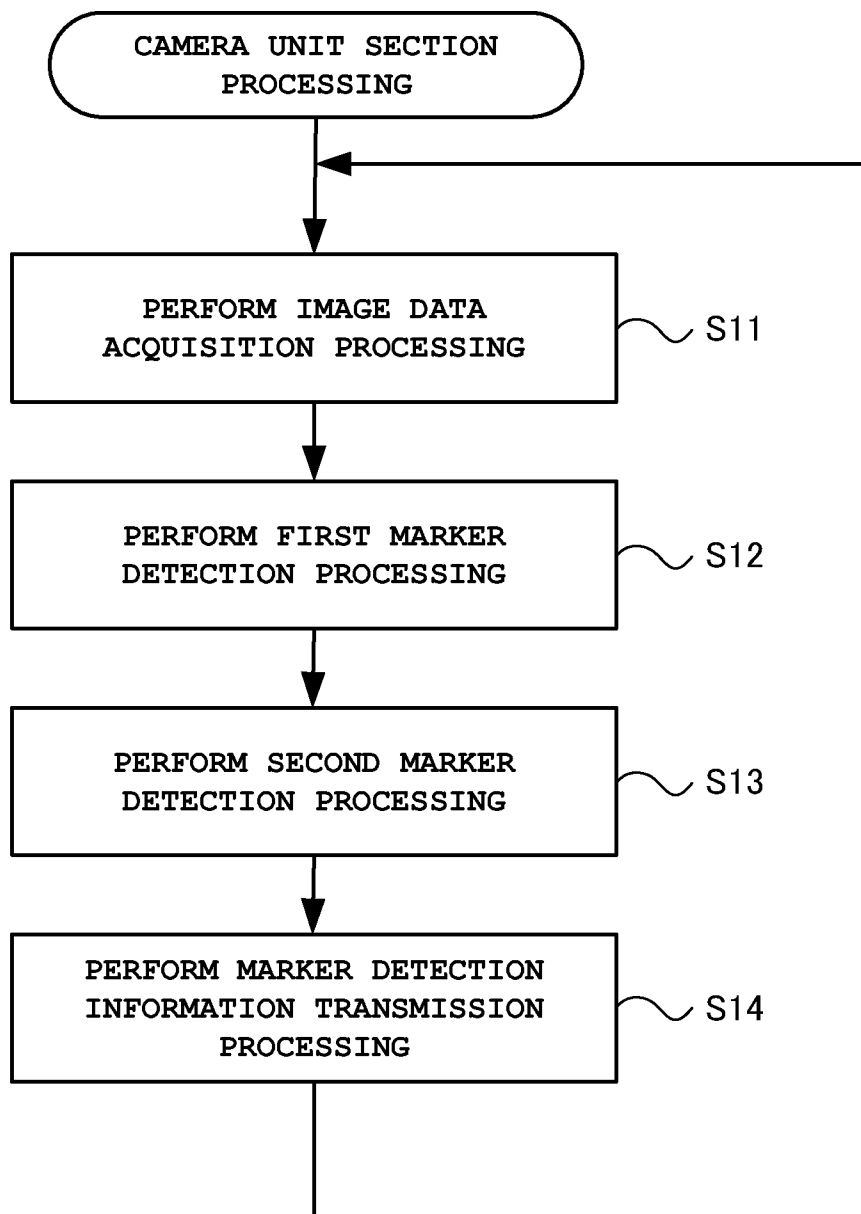 CAMERA UNIT SECTION
PROCESSING
PERFORM IMAGE DATA
ACQUISITION PROCESSING
S11
PERFORM FIRST MARKER
DETECTION PROCESSING
S12
PERFORM SECOND MARKER
DETECTION PROCESSING
S13
PERFORM MARKER DETECTION
INFORMATION TRANSMISSION
PROCESSING
S14